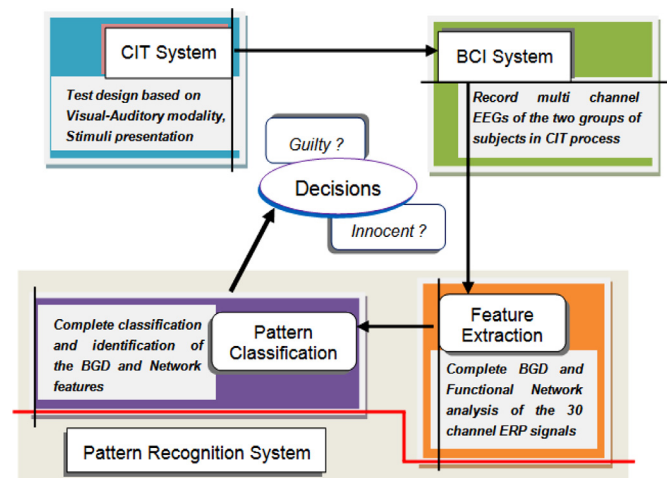 CIT System
Test design based on
Visual-Auditory modality,
Stimuli presentation
BCI System
Record multi channel
EEGs of the two groups of
subjects in CIT process
Guilty ?
Decisions
Innocent ?
Complete classification
and identification of
the BGD and Network
features
Pattern
Classification
Feature
Extraction
Complete BGD and
Functional Network
analysis of the 30
channel ERP signals
Pattern Recognition System